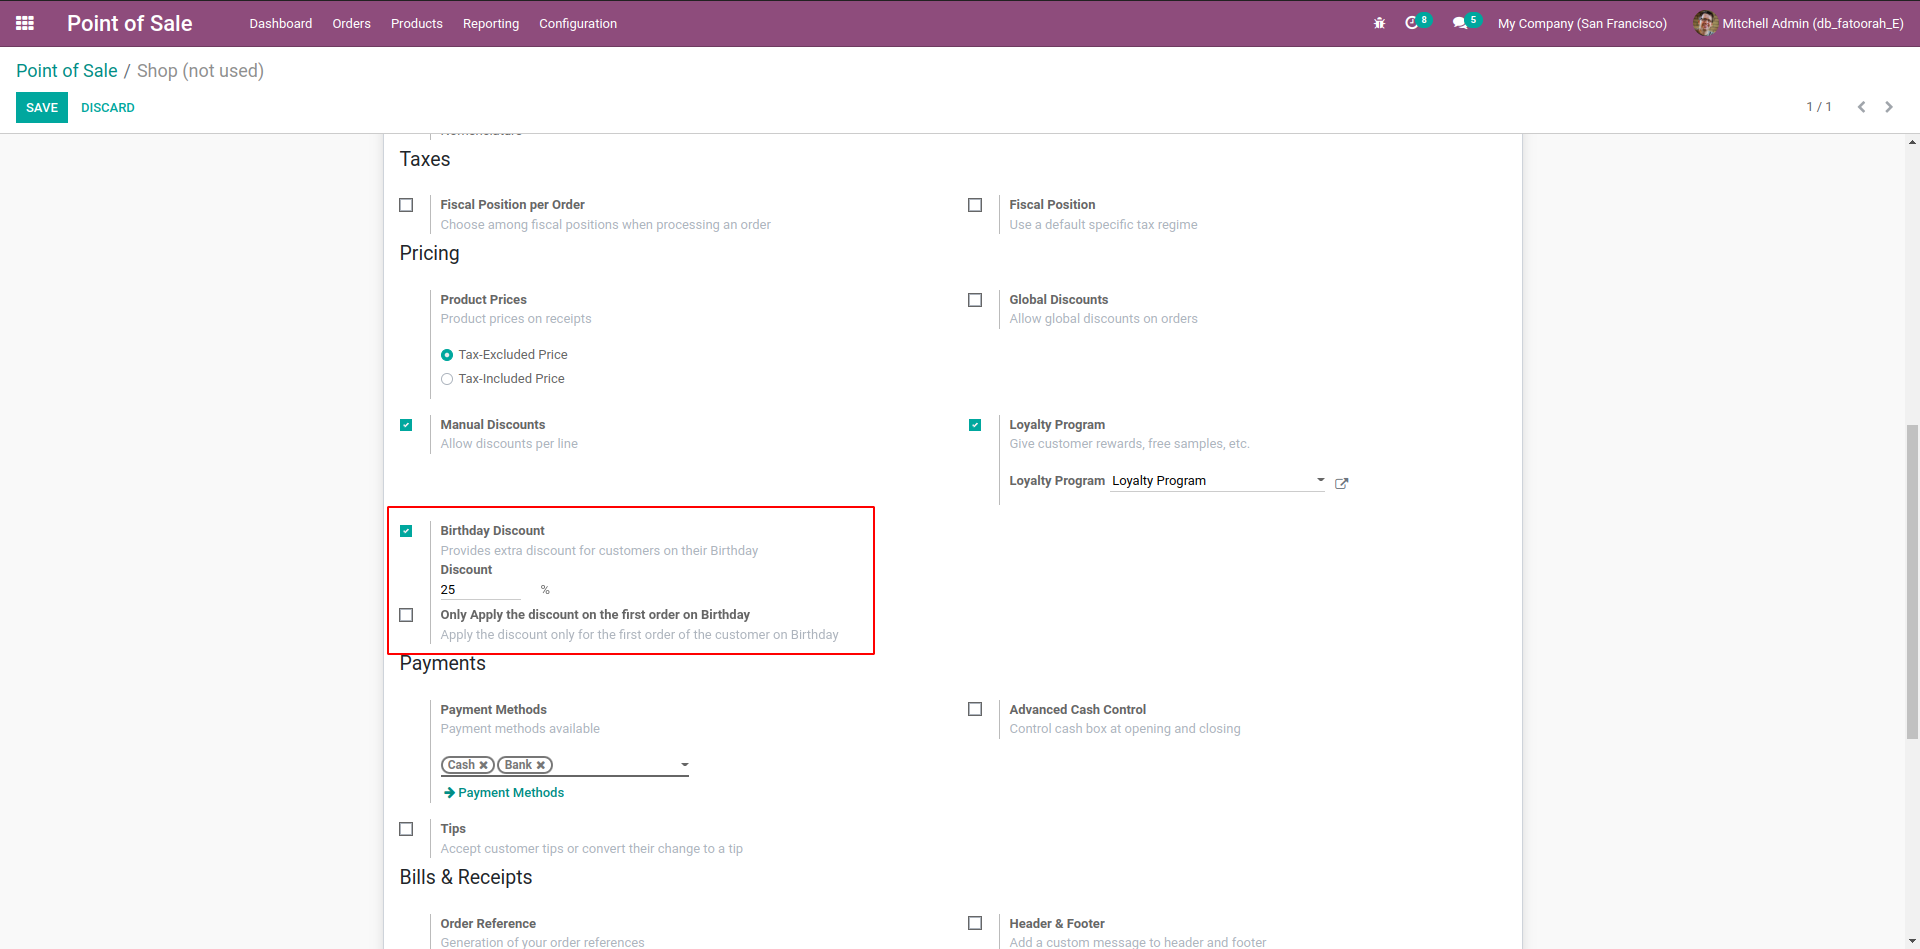 Point of Sale Dashboard Orders Products Reporting Configuration 8 5 My Company (San Francisco) Mitchell Admin (db_fatoorah_E)
Point of Sale / Shop (not used)
SAVE DISCARD 1 / 1
Nomenclature
Taxes
Fiscal Position per Order
Choose among fiscal positions when processing an order
Fiscal Position
Use a default specific tax regime
Pricing
Product Prices
Product prices on receipts
Tax-Excluded Price
Tax-Included Price
Global Discounts
Allow global discounts on orders
Manual Discounts
Allow discounts per line
Loyalty Program
Give customer rewards, free samples, etc.
Loyalty Program Loyalty Program
Birthday Discount
Provides extra discount for customers on their Birthday
Discount
25 %
Only Apply the discount on the first order on Birthday
Apply the discount only for the first order of the customer on Birthday
Payments
Payment Methods
Payment methods available
Cash Bank
Payment Methods
Advanced Cash Control
Control cash box at opening and closing
Tips
Accept customer tips or convert their change to a tip
Bills & Receipts
Order Reference
Generation of your order references
Header & Footer
Add a custom message to header and footer